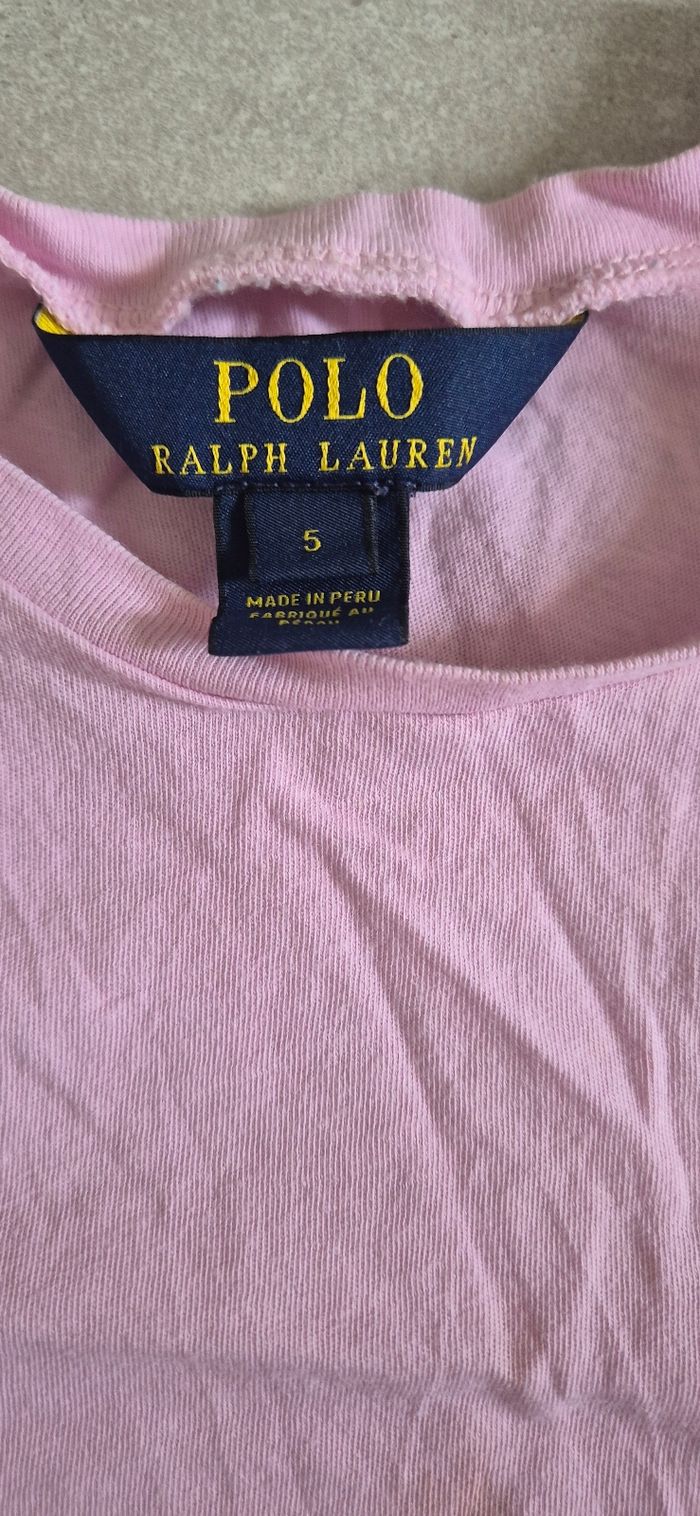 POLO
RALPH LAUREN
5
MADE IN PERU
FABRIQUÉ AU